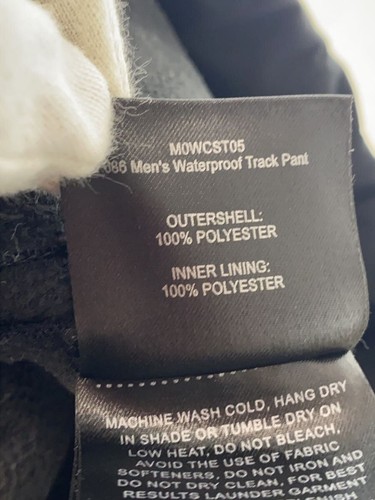 M0WCST05
086 Men's Waterproof Track Pant
OUTERSHELL:
100% POLYESTER
INNER LINING:
100% POLYESTER
MACHINE WASH COLD, HANG DRY
IN SHADE OR TUMBLE DRY ON
LOW HEAT, DO NOT BLEACH.
AVOID THE USE OF FABRIC
SOFTENERS, DO NOT IRON AND
DO NOT DRY CLEAN, FOR BEST
RESULTS LAUNDER GARMENT